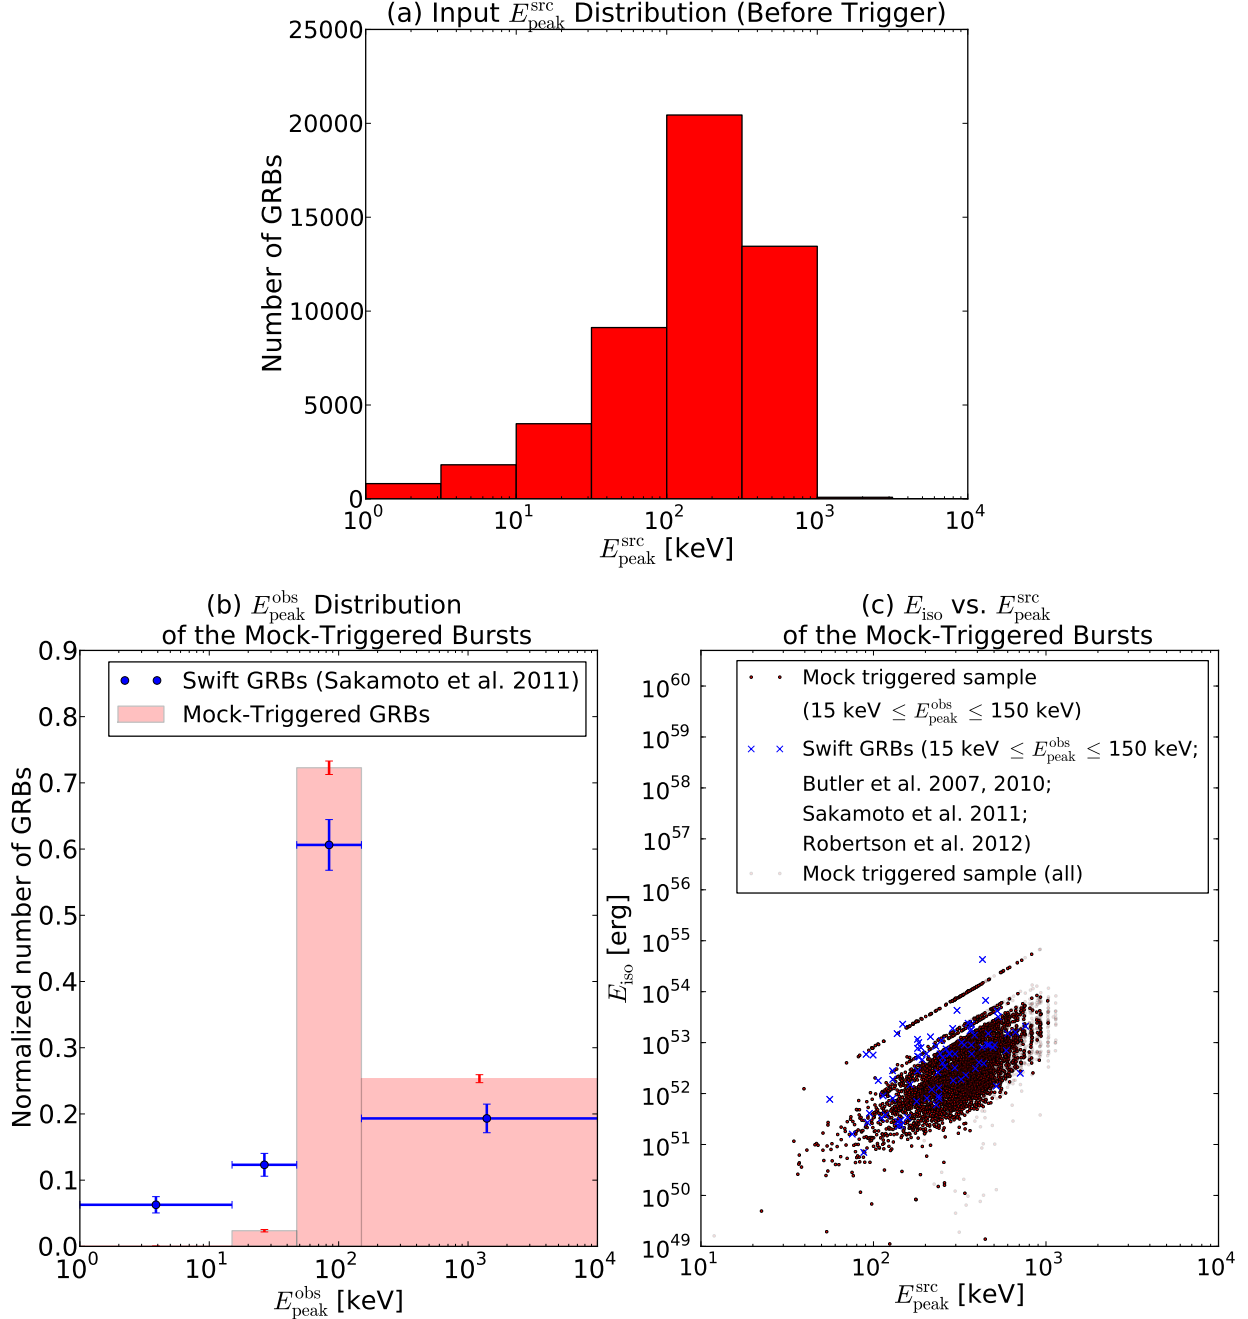 (a) Input E_peak^src Distribution (Before Trigger)
25000
20000
15000
10000
5000
0
Number of GRBs
10^0 10^1 10^2 10^3 10^4
E_peak^src [keV]
(b) E_peak^obs Distribution
of the Mock-Triggered Bursts
0.9
0.8
0.7
0.6
0.5
0.4
0.3
0.2
0.1
0.0
Normalized number of GRBs
Swift GRBs (Sakamoto et al. 2011)
Mock-Triggered GRBs
10^0 10^1 10^2 10^3 10^4
E_peak^obs [keV]
(c) E_iso vs. E_peak^src
of the Mock-Triggered Bursts
10^60
10^59
10^58
10^57
10^56
10^55
10^54
10^53
10^52
10^51
10^50
10^49
E_iso [erg]
Mock triggered sample
(15 keV ≤ E_peak^obs ≤ 150 keV)
Swift GRBs (15 keV ≤ E_peak^obs ≤ 150 keV;
Butler et al. 2007, 2010;
Sakamoto et al. 2011;
Robertson et al. 2012)
Mock triggered sample (all)
10^1 10^2 10^3 10^4
E_peak^src [keV]